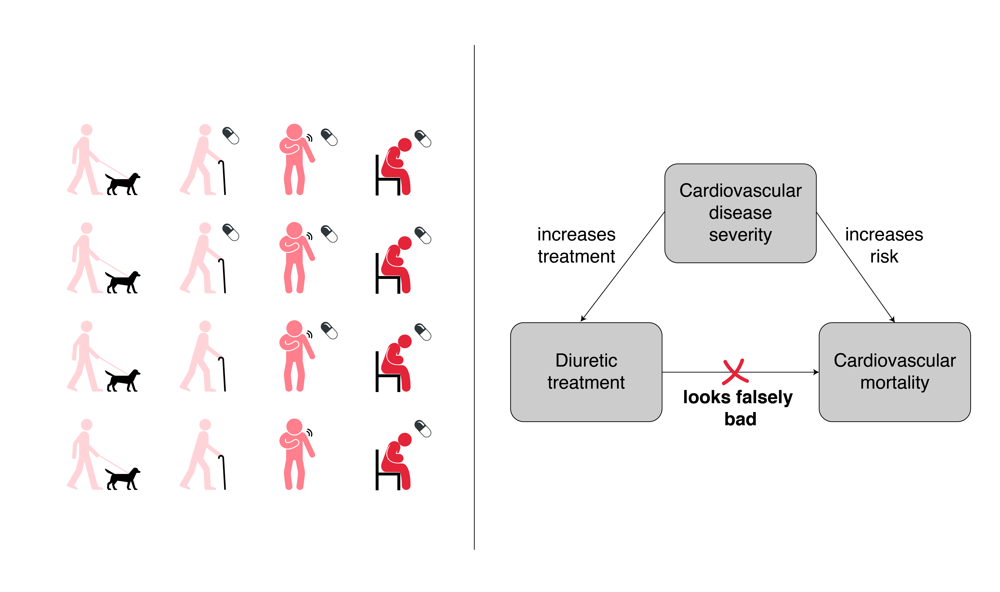 Cardiovascular
disease
severity
increases
treatment
increases
risk
Diuretic
treatment
looks falsely
bad
Cardiovascular
mortality